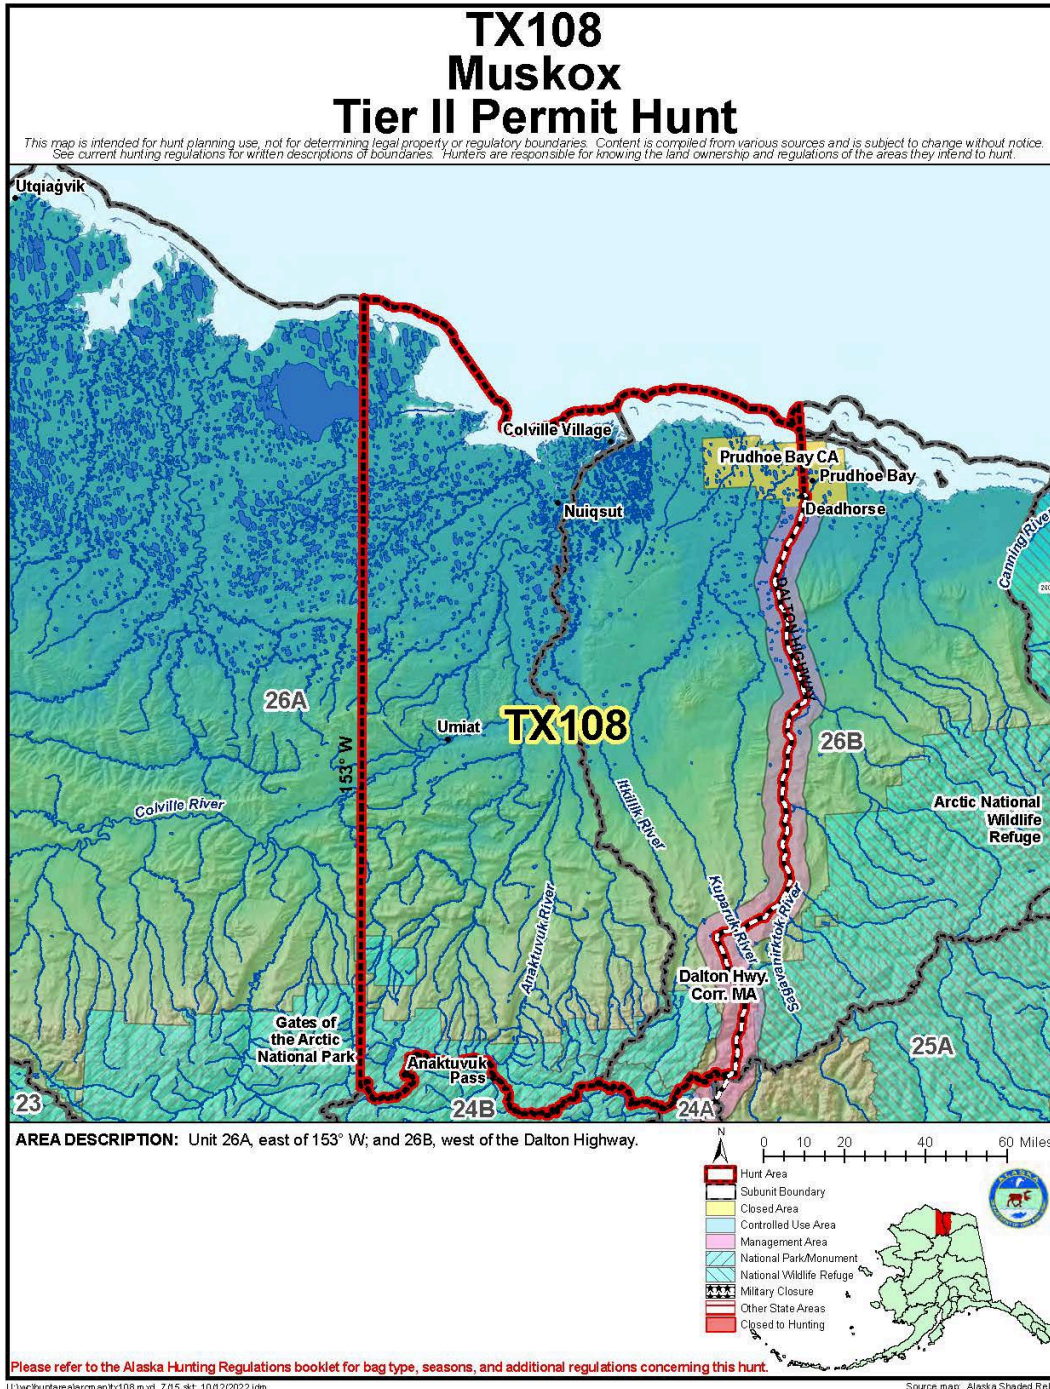 TX108
Muskox
Tier II Permit Hunt
This map is intended for hunt planning use, not for determining legal property or regulatory boundaries. Content is compiled from various sources and is subject to change without notice.
See current hunting regulations for written descriptions of boundaries. Hunters are responsible for knowing the land ownership and regulations of the areas they intend to hunt.
Utqiaġvik
Colville Village
Prudhoe Bay CA
Prudhoe Bay
Nuiqsut
Deadhorse
Canning River
DALTON HIGHWAY
26A
153° W
Umiat
TX108
26B
Colville River
Itkillik River
Arctic National
Wildlife
Refuge
Anaktuvuk River
Kuparuk River
Sagavanirktok River
Dalton Hwy.
Corr. MA
Gates of
the Arctic
National Park
Anaktuvuk
Pass
25A
23
24B
24A
AREA DESCRIPTION: Unit 26A, east of 153° W; and 26B, west of the Dalton Highway.
N
0 10 20 40 60 Miles
Hunt Area
Subunit Boundary
Closed Area
Controlled Use Area
Management Area
National Park/Monument
National Wildlife Refuge
Military Closure
Other State Areas
Closed to Hunting
ALASKA
Please refer to the Alaska Hunting Regulations booklet for bag type, seasons, and additional regulations concerning this hunt.
Source map: Alaska Shaded Rel